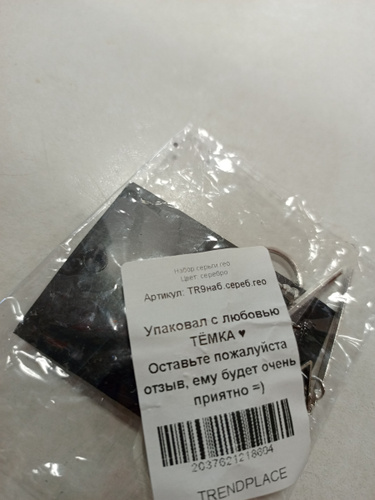 Набор серьги гео
Цвет: серебро
Артикул: TR9наб.сереб.гео
Упаковал с любовью
ТЁМКА ♥
Оставьте пожалуйста
отзыв, ему будет очень
приятно =)
2037621218604
TRENDPLACE